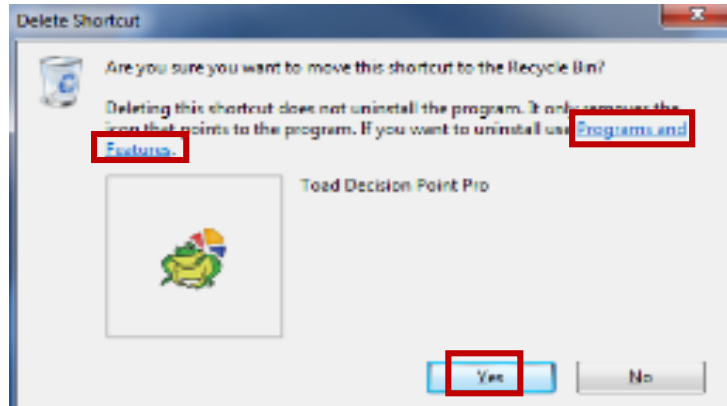 Delete Shortcut
Are you sure you want to move this shortcut to the Recycle Bin?
Deleting this shortcut does not uninstall the program. It only removes the
icon that points to the program. If you want to uninstall use Programs and
Features.
Toad Decision Point Pro
Yes
No